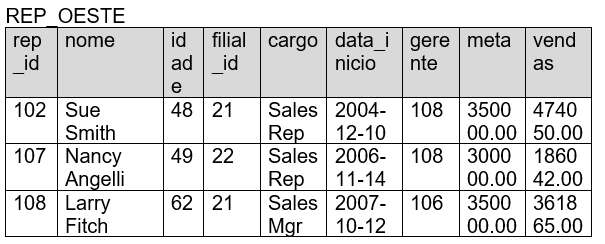 REP_OESTE
rep_id nome idade filial_id cargo data_inicio gerente meta vendas
102 Sue Smith 48 21 Sales Rep 2004-12-10 108 350000.00 474050.00
107 Nancy Angelli 49 22 Sales Rep 2006-11-14 108 300000.00 186042.00
108 Larry Fitch 62 21 Sales Mgr 2007-10-12 106 350000.00 361865.00